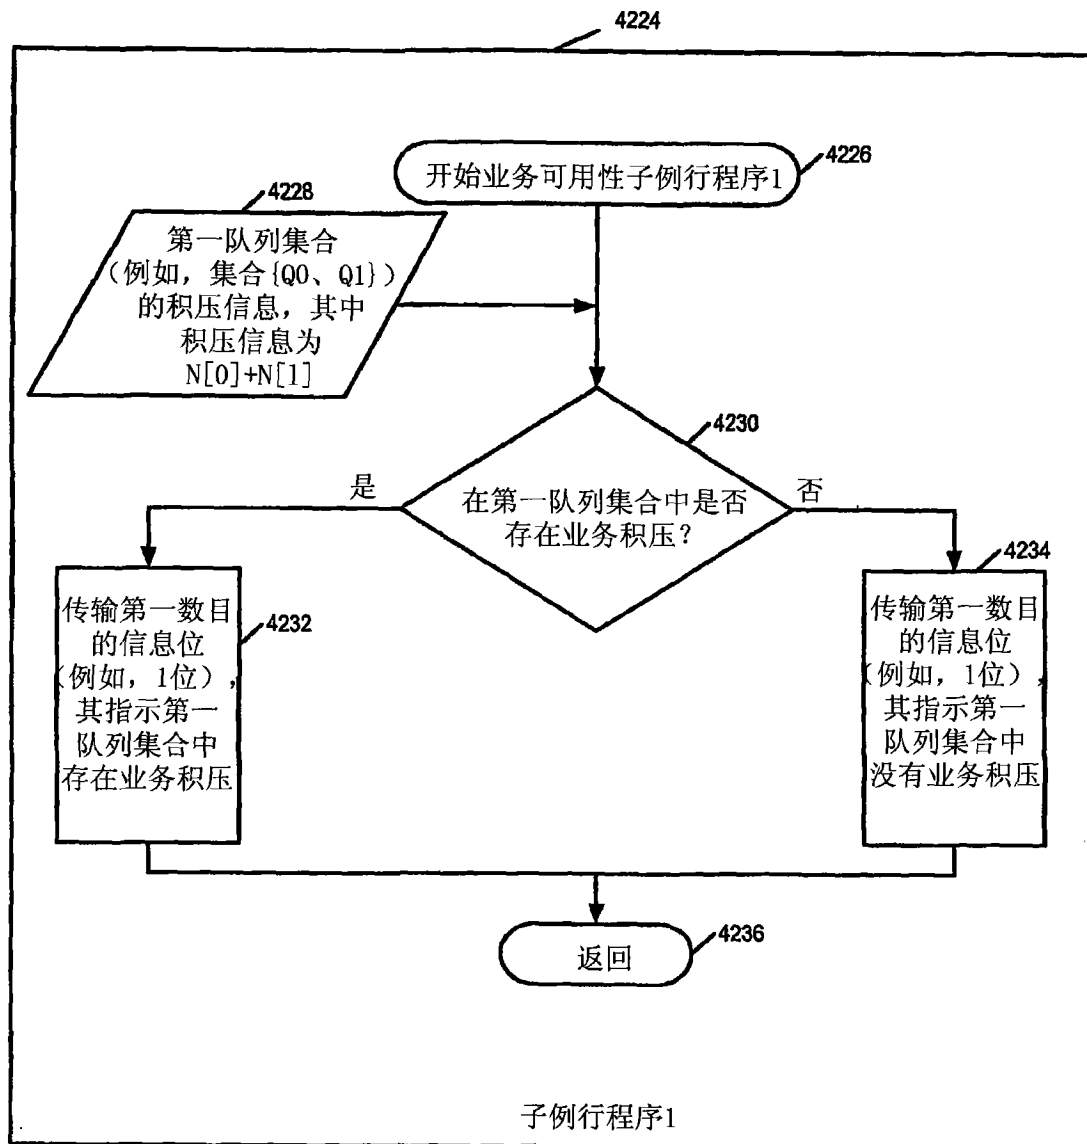 4224
开始业务可用性子例行程序1
4226
4228
第一队列集合
（例如，集合{Q0、Q1}）
的积压信息，其中
积压信息为
N[0]+N[1]
4230
在第一队列集合中是否
存在业务积压？
是
否
传输第一数目
的信息位
（例如，1位），
其指示第一
队列集合中
存在业务积压
4232
4234
传输第一数目
的信息位
（例如，1位），
其指示第一
队列集合中
没有业务积压
返回
4236
子例行程序1